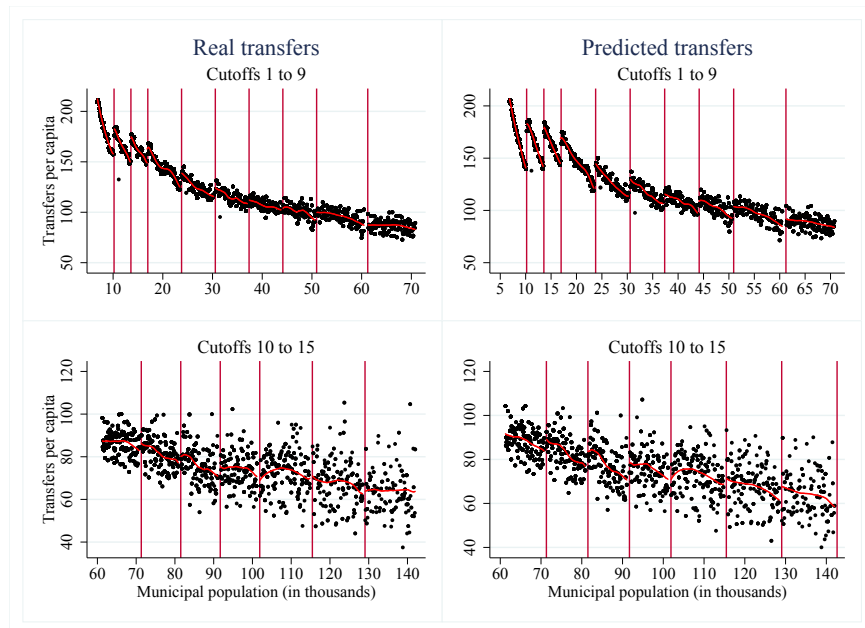 Real transfers
Cutoffs 1 to 9
Transfers per capita
50 100 150 200
10 20 30 40 50 60 70
Predicted transfers
Cutoffs 1 to 9
50 100 150 200
5 10 15 20 25 30 35 40 45 50 55 60 65 70
Cutoffs 10 to 15
Transfers per capita
40 60 80 100 120
60 70 80 90 100 110 120 130 140
Municipal population (in thousands)
Cutoffs 10 to 15
40 60 80 100 120
60 70 80 90 100 110 120 130 140
Municipal population (in thousands)